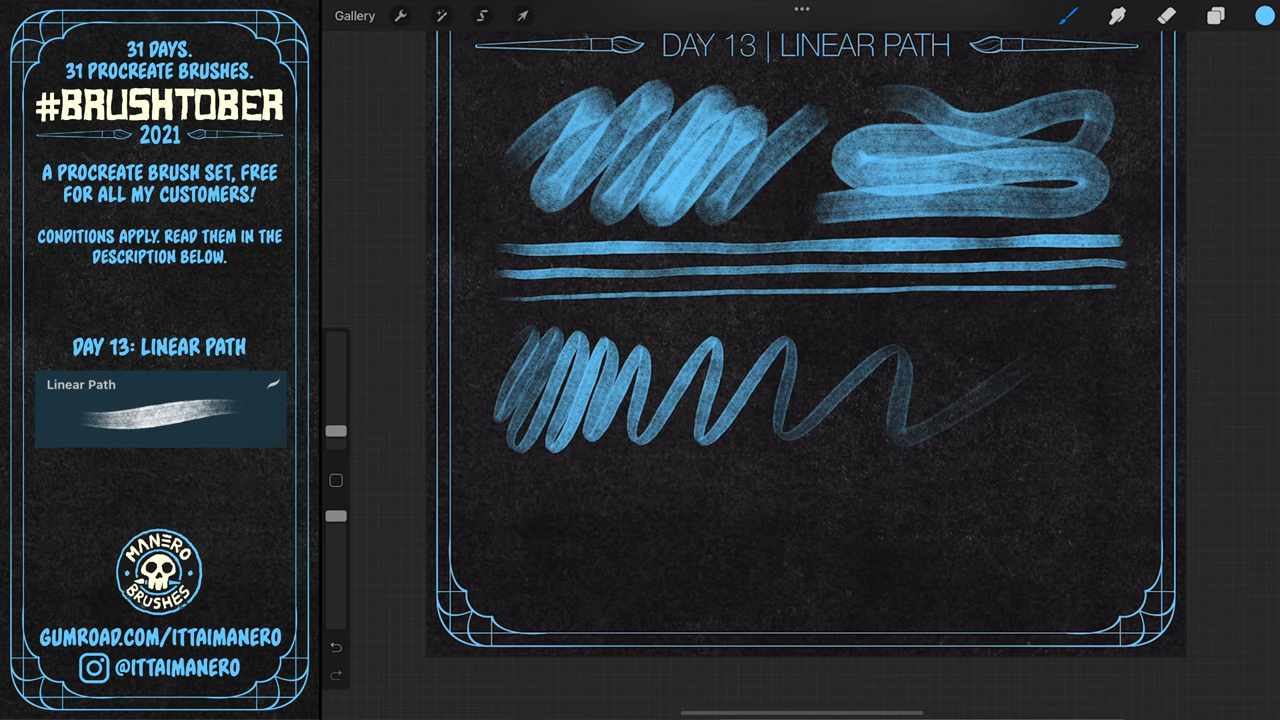 31 DAYS.
31 PROCREATE BRUSHES.
#BRUSHTOBER
2021
A PROCREATE BRUSH SET, FREE
FOR ALL MY CUSTOMERS!
CONDITIONS APPLY. READ THEM IN THE
DESCRIPTION BELOW.
DAY 13: LINEAR PATH
Linear Path
MANERO
BRUSHES
GUMROAD.COM/ITTAIMANERO
@ITTAIMANERO
Gallery
DAY 13 | LINEAR PATH